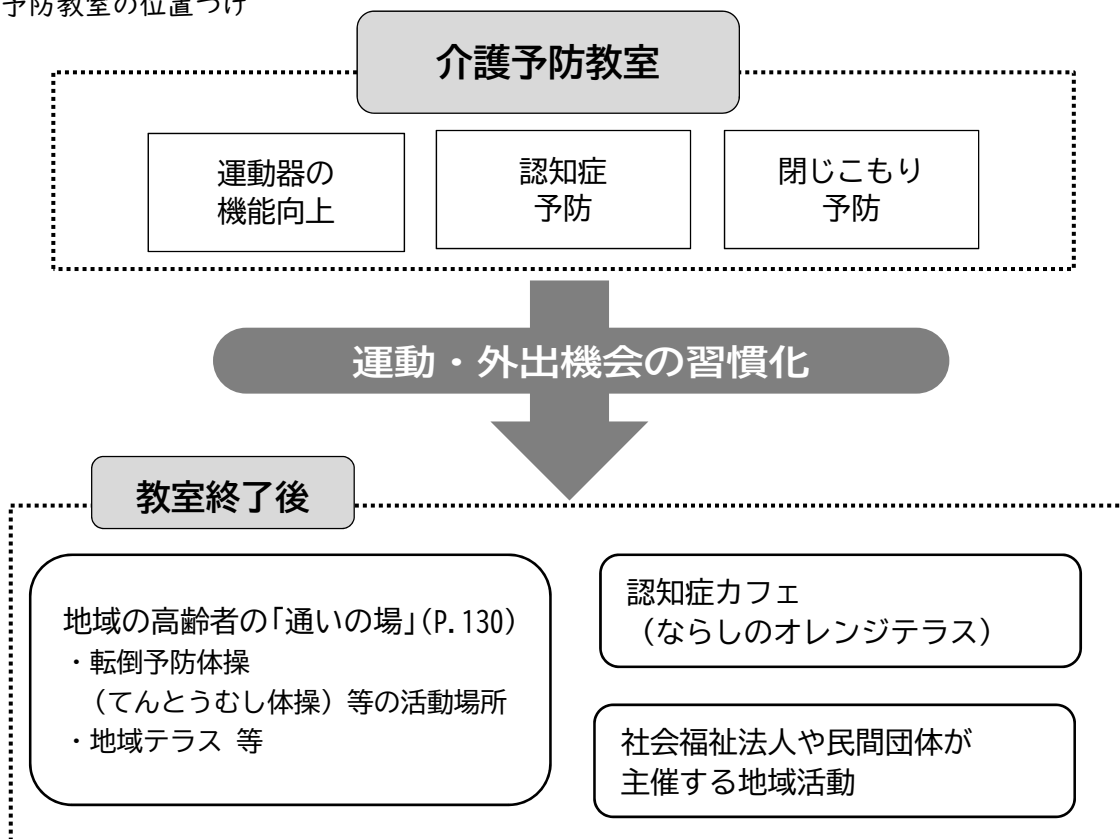 予防教室の位置づけ
介護予防教室
運動器の
機能向上
認知症
予防
閉じこもり
予防
運動・外出機会の習慣化
教室終了後
地域の高齢者の「通いの場」(P.130)
・転倒予防体操
（てんとうむし体操）等の活動場所
・地域テラス 等
認知症カフェ
（ならしのオレンジテラス）
社会福祉法人や民間団体が
主催する地域活動